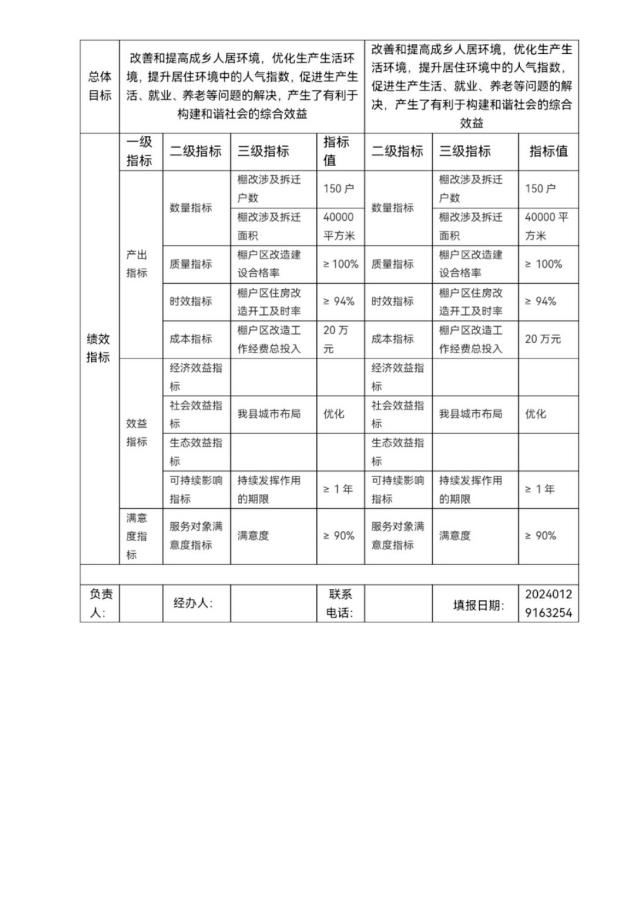 总体
目标
改善和提高成乡人居环境，优化生产生活环
境，提升居住环境中的人气指数，促进生产生
活、就业、养老等问题的解决，产生了有利于
构建和谐社会的综合效益
改善和提高成乡人居环境，优化生产生
活环境，提升居住环境中的人气指数，
促进生产生活、就业、养老等问题的解
决，产生了有利于构建和谐社会的综合
效益
绩效
指标
一级
指标
二级指标
三级指标
指标
值
二级指标
三级指标
指标值
产出
指标
数量指标
棚改涉及拆迁
户数
150 户
数量指标
棚改涉及拆迁
户数
150 户
棚改涉及拆迁
面积
40000
平方米
棚改涉及拆迁
面积
40000 平
方米
质量指标
棚户区改造建
设合格率
≥ 100%
质量指标
棚户区改造建
设合格率
≥ 100%
时效指标
棚户区住房改
造开工及时率
≥ 94%
时效指标
棚户区住房改
造开工及时率
≥ 94%
成本指标
棚户区改造工
作经费总投入
20 万
元
成本指标
棚户区改造工
作经费总投入
20 万元
效益
指标
经济效益指
标
经济效益指
标
社会效益指
标
我县城市布局
优化
社会效益指
标
我县城市布局
优化
生态效益指
标
生态效益指
标
可持续影响
指标
持续发挥作用
的期限
≥ 1 年
可持续影响
指标
持续发挥作用
的期限
≥ 1 年
满意
度指
标
服务对象满
意度指标
满意度
≥ 90%
服务对象满
意度指标
满意度
≥ 90%
负责
人：
经办人：
联系
电话：
填报日期：
2024012
9163254